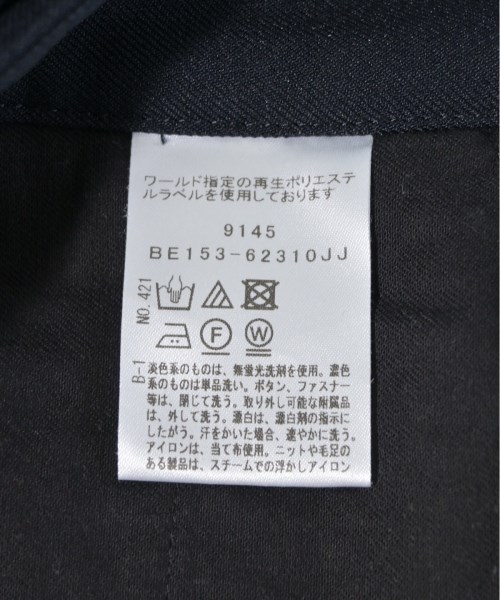 ワールド指定の再生ポリエステ
ルラベルを使用しております
9145
BE153-62310JJ
F
W
NO.421
B-1
淡色系のものは、無蛍光洗剤を使用。濃色
系のものは単品洗い。ボタン、ファスナー
等は、閉じて洗う。取り外し可能な附属品
は、外して洗う。漂白は、漂白剤の指示に
したがう。汗をかいた場合、速やかに洗う。
アイロンは、当て布使用。ニットや毛足の
ある製品は、スチームでの浮かしアイロン